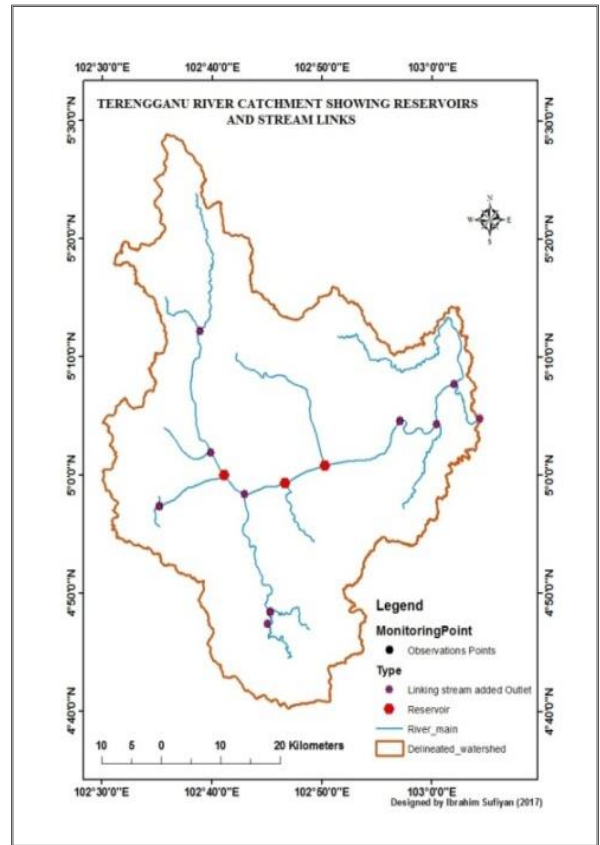 102°30'0"E 102°40'0"E 102°50'0"E 103°0'0"E
TERENGGANU RIVER CATCHMENT SHOWING RESERVOIRS
AND STREAM LINKS
N
W E
S
5°30'0"N 5°30'0"N
5°20'0"N 5°20'0"N
5°10'0"N 5°10'0"N
5°0'0"N 5°0'0"N
4°50'0"N 4°50'0"N
4°40'0"N 4°40'0"N
Legend
MonitoringPoint
Observations Points
Type
Linking stream added Outlet
Reservoir
River_main
Delineated_watershed
10 5 0 10 20 Kilometers
102°30'0"E 102°40'0"E 102°50'0"E 103°0'0"E
Designed by Ibrahim Sufiyan (2017)